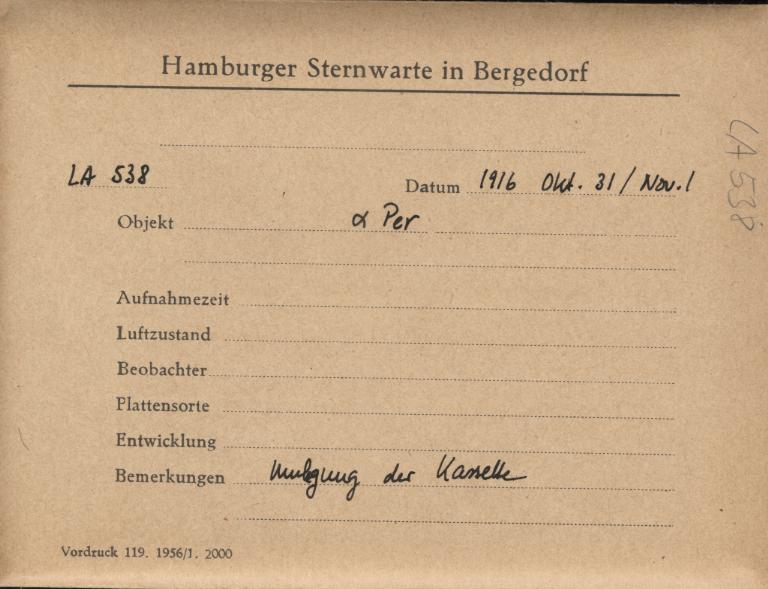 Hamburger Sternwarte in Bergedorf
LA 538
Datum 1916 Okt. 31 / Nov. 1
Objekt α Per
Aufnahmezeit
Luftzustand
Beobachter
Plattensorte
Entwicklung
Bemerkungen Umlegung der Kassette
Vordruck 119. 1956/1. 2000
LA 538